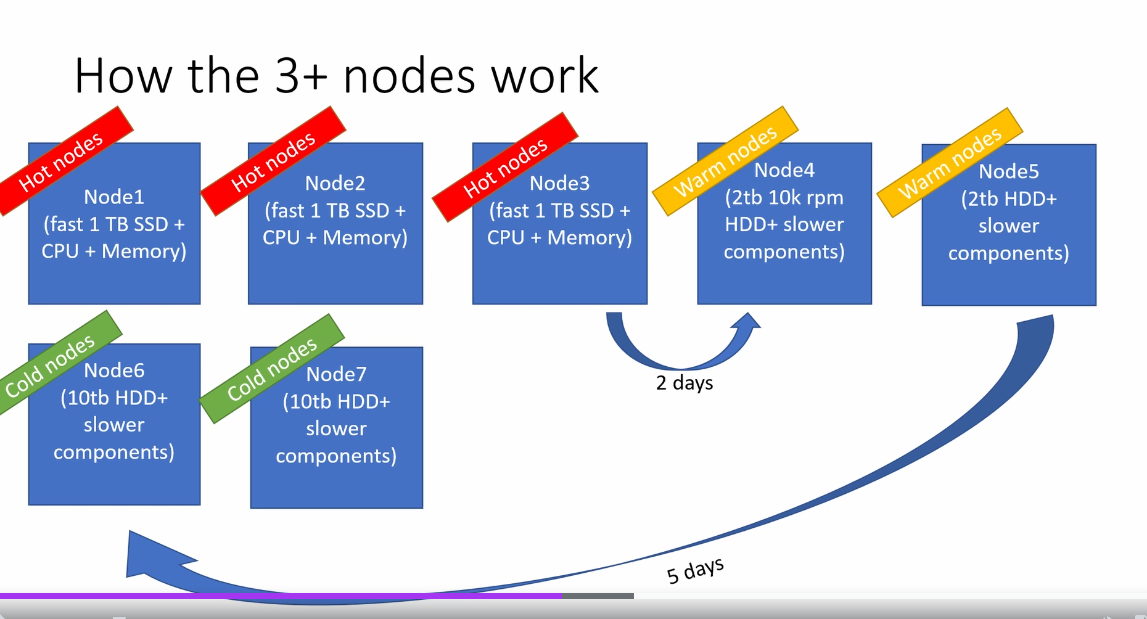 How the 3+ nodes work
Hot nodes
Node1
(fast 1 TB SSD +
CPU + Memory)
Hot nodes
Node2
(fast 1 TB SSD +
CPU + Memory)
Hot nodes
Node3
(fast 1 TB SSD +
CPU + Memory)
Warm nodes
Node4
(2tb 10k rpm
HDD+ slower
components)
Warm nodes
Node5
(2tb HDD+
slower
components)
2 days
Cold nodes
Node6
(10tb HDD+
slower
components)
Cold nodes
Node7
(10tb HDD+
slower
components)
5 days